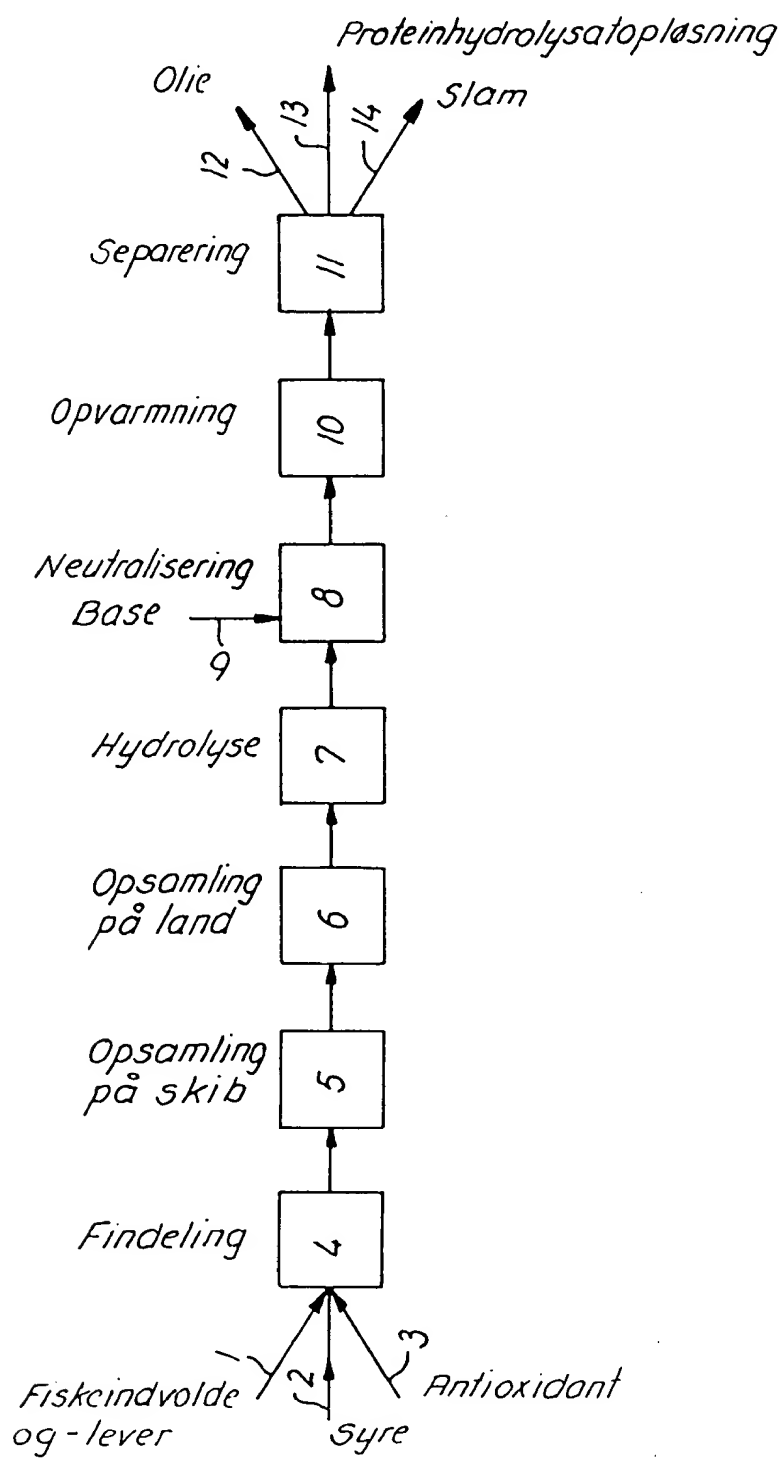 Proteinhydrolysatopløsning
Olie
Slam
12
13
14
Separering
11
Opvarmning
10
Neutralisering
Base
8
9
Hydrolyse
7
Opsamling
på land
6
Opsamling
på skib
5
Findeling
4
1
2
3
Fiskeindvolde
og-lever
Syre
Antioxidant